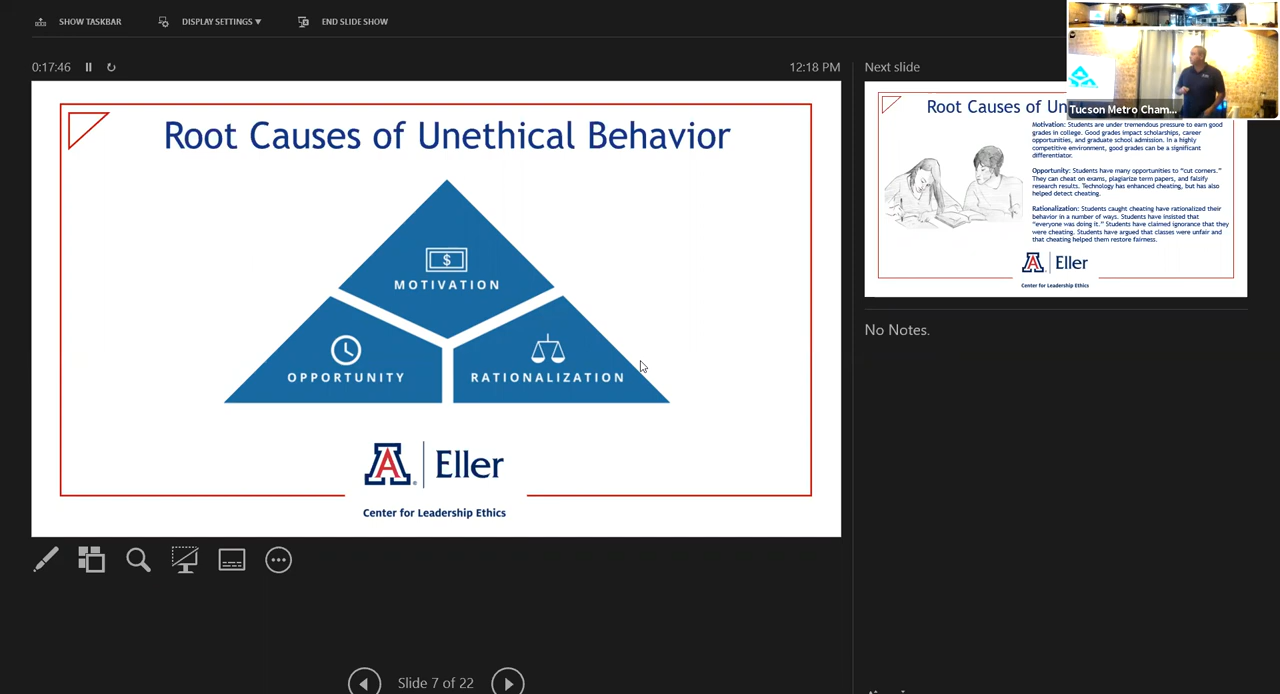 SHOW TASKBAR
DISPLAY SETTINGS ▼
END SLIDE SHOW
0:17:46
12:18 PM
Root Causes of Unethical Behavior
$
MOTIVATION
OPPORTUNITY
RATIONALIZATION
A
Eller
Center for Leadership Ethics
Slide 7 of 22
Next slide
Tucson Metro Cham...
Root Causes of Un
Motivation: Students are under tremendous pressure to earn good
grades in college. Good grades impact scholarships, career
opportunities, and graduate school admission. In a highly
competitive environment, good grades can be a significant
differentiator.
Opportunity: Students have many opportunities to "cut corners."
They can cheat on exams, plagiarize term papers, and falsify
research results. Technology has enhanced cheating, but has also
helped detect cheating.
Rationalization: Students caught cheating have rationalized their
behavior in a number of ways. Students have insisted that
"everyone was doing it." Students have claimed ignorance that they
were cheating. Students have argued that classes were unfair and
that cheating helped them restore fairness.
A
Eller
Center for Leadership Ethics
No Notes.